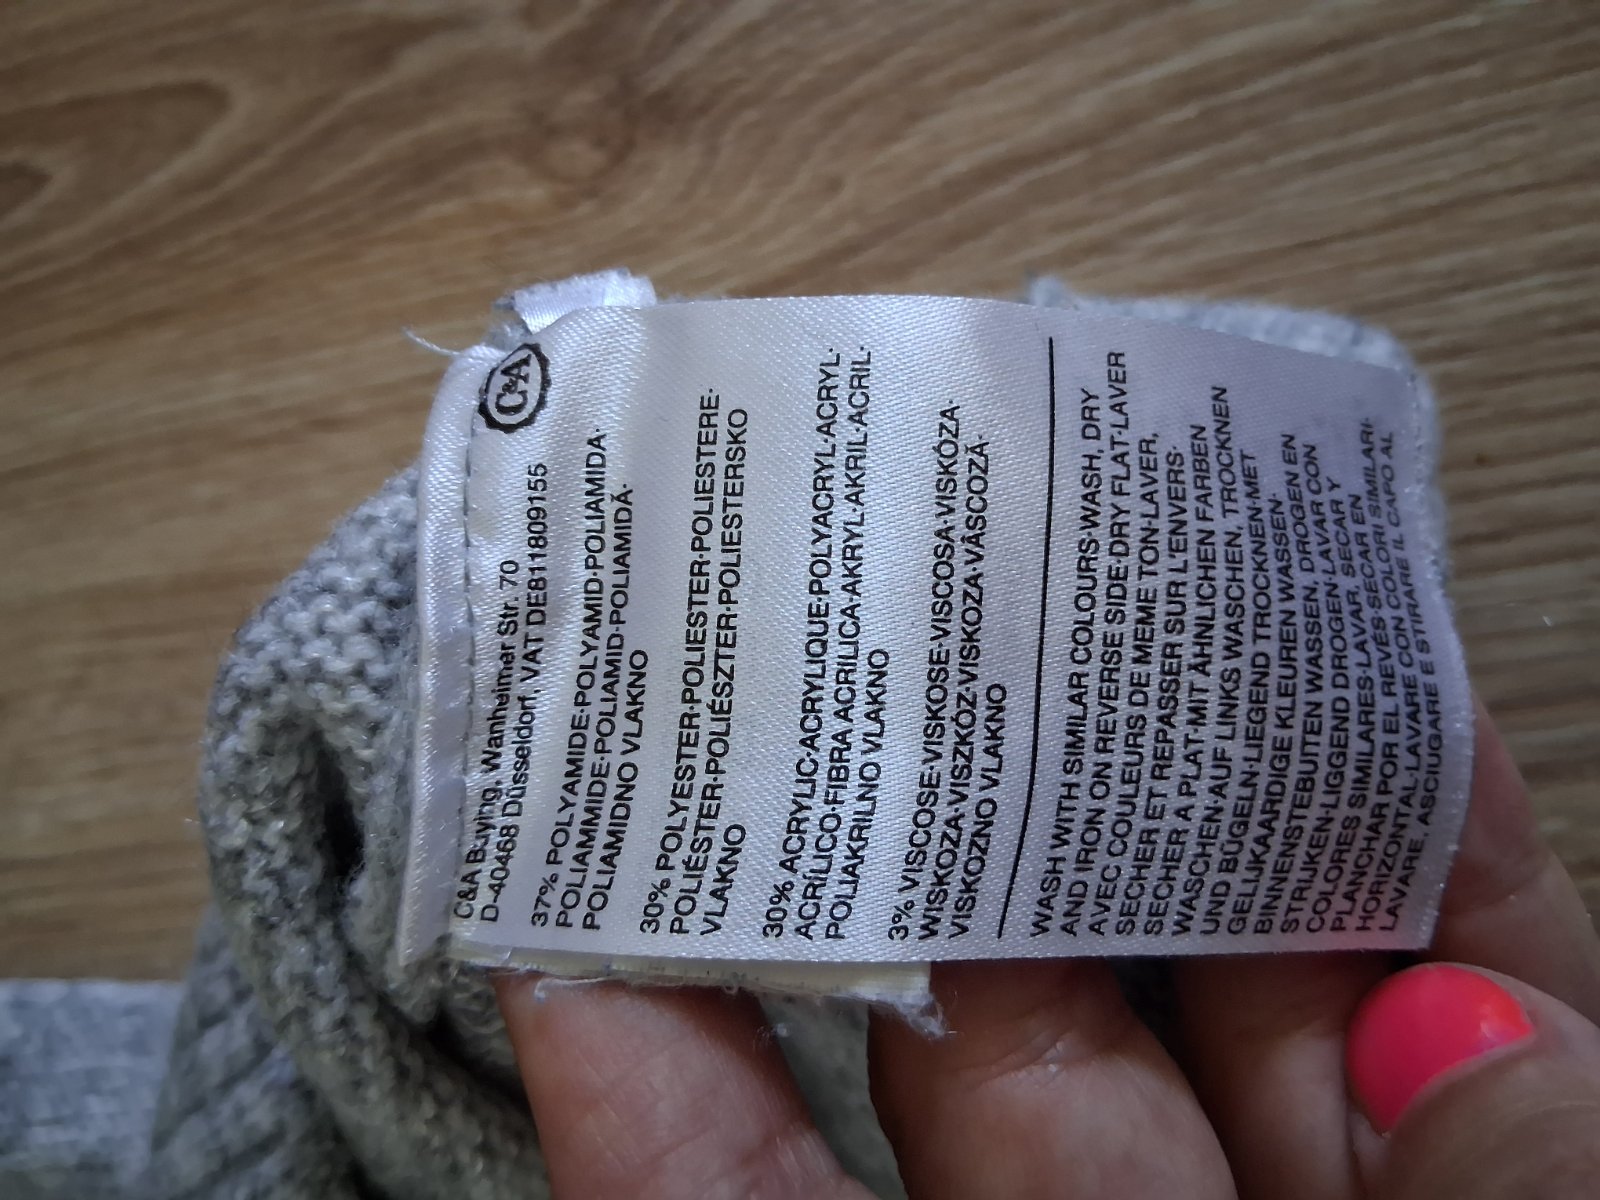 C&A
C&A Buying, Wanheimer Str. 70
D-40468 Düsseldorf, VAT DE811809155
37% POLYAMIDE·POLYAMID·POLIAMIDA·
POLIAMMIDE·POLIAMID·POLIAMIDĂ·
POLIAMIDNO VLAKNO
30% POLYESTER·POLIESTER·POLIESTERE·
POLIÉSTER·POLIÉSZTER·POLIESTERSKO
VLAKNO
30% ACRYLIC·ACRYLIQUE·POLYACRYL·ACRYL·
ACRÍLICO·FIBRA ACRILICA·AKRYL·AKRIL·ACRIL·
POLIAKRILNO VLAKNO
3% VISCOSE·VISKOSE·VISCOSA·VISKÓZA·
WISKOZA·VISZKÓZ·VISKOZA·VÂSCOZĂ·
VISKOZNO VLAKNO
WASH WITH SIMILAR COLOURS·WASH, DRY
AND IRON ON REVERSE SIDE·DRY FLAT·LAVER
AVEC COULEURS DE MEME TON·LAVER,
SECHER ET REPASSER SUR L'ENVERS·
SECHER A PLAT·MIT ÄHNLICHEN FARBEN
WASCHEN·AUF LINKS WASCHEN, TROCKNEN
UND BÜGELN·LIEGEND TROCKNEN·MET
GELIJKAARDIGE KLEUREN WASSEN·
BINNENSTEBUITEN WASSEN, DROGEN EN
STRIJKEN·LIGGEND DROGEN·LAVAR CON
COLORES SIMILARES·LAVAR, SECAR Y
PLANCHAR POR EL REVÉS·SECAR EN
HORIZONTAL·LAVARE CON COLORI SIMILARI·
LAVARE, ASCIUGARE E STIRARE IL CAPO AL